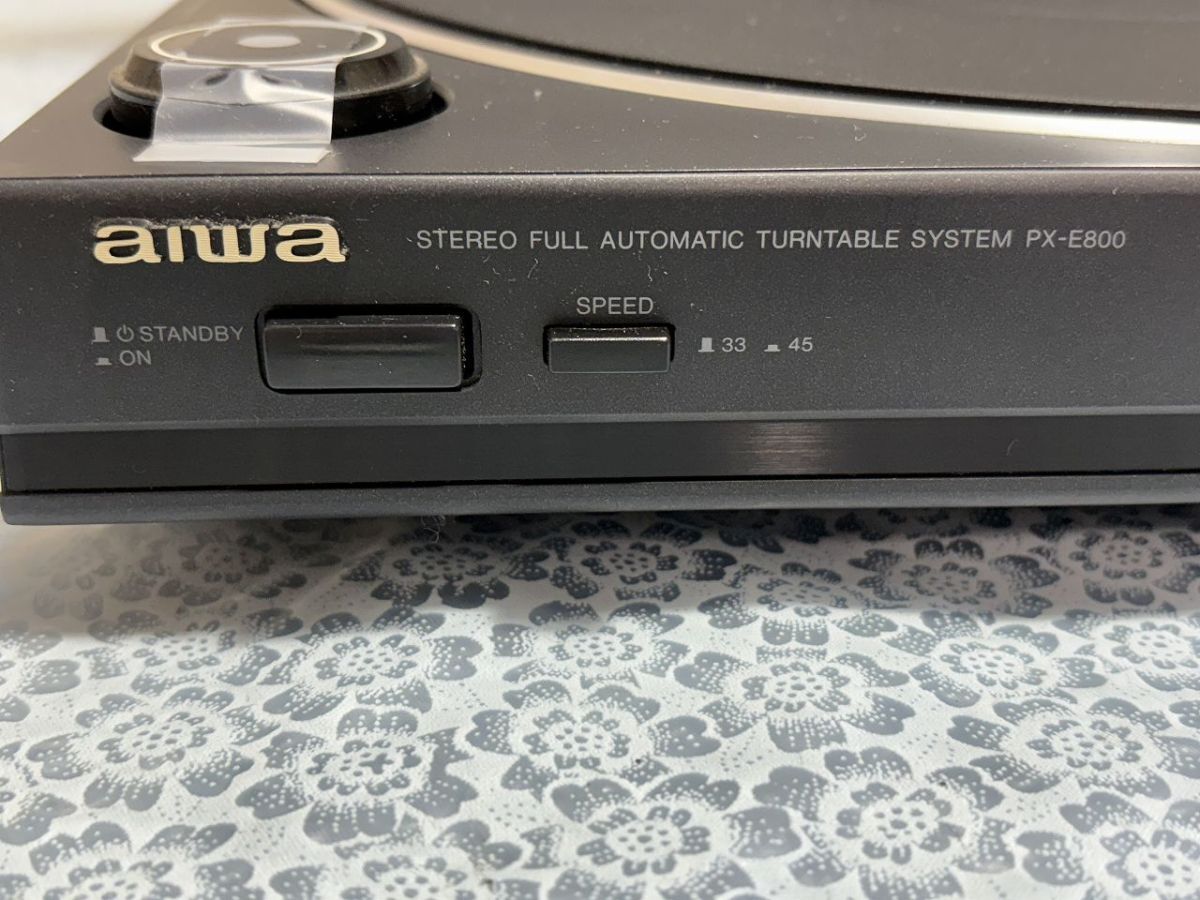 aiwa STEREO FULL AUTOMATIC TURNTABLE SYSTEM PX-E800
SPEED
⏻ STANDBY
ON
33 45